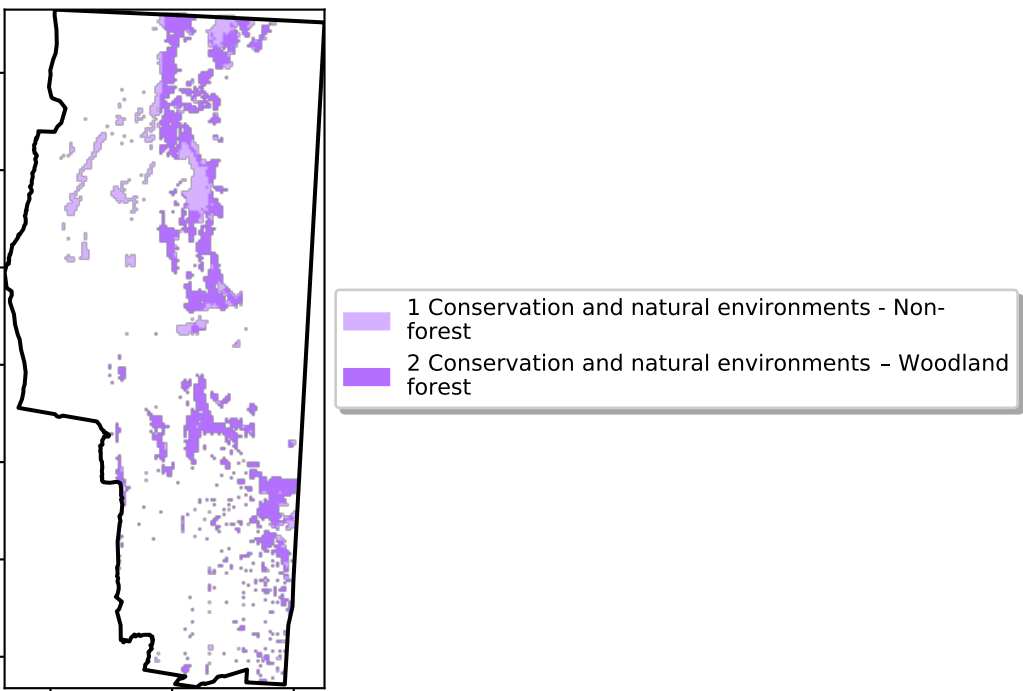 1 Conservation and natural environments - Non-
forest
2 Conservation and natural environments – Woodland
forest